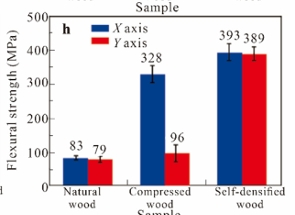 Sample
h
X axis
Y axis
Flexural strength (MPa)
500
400
300
200
100
0
83
79
328
96
393
389
Natural
wood
Compressed
wood
Self-densified
wood